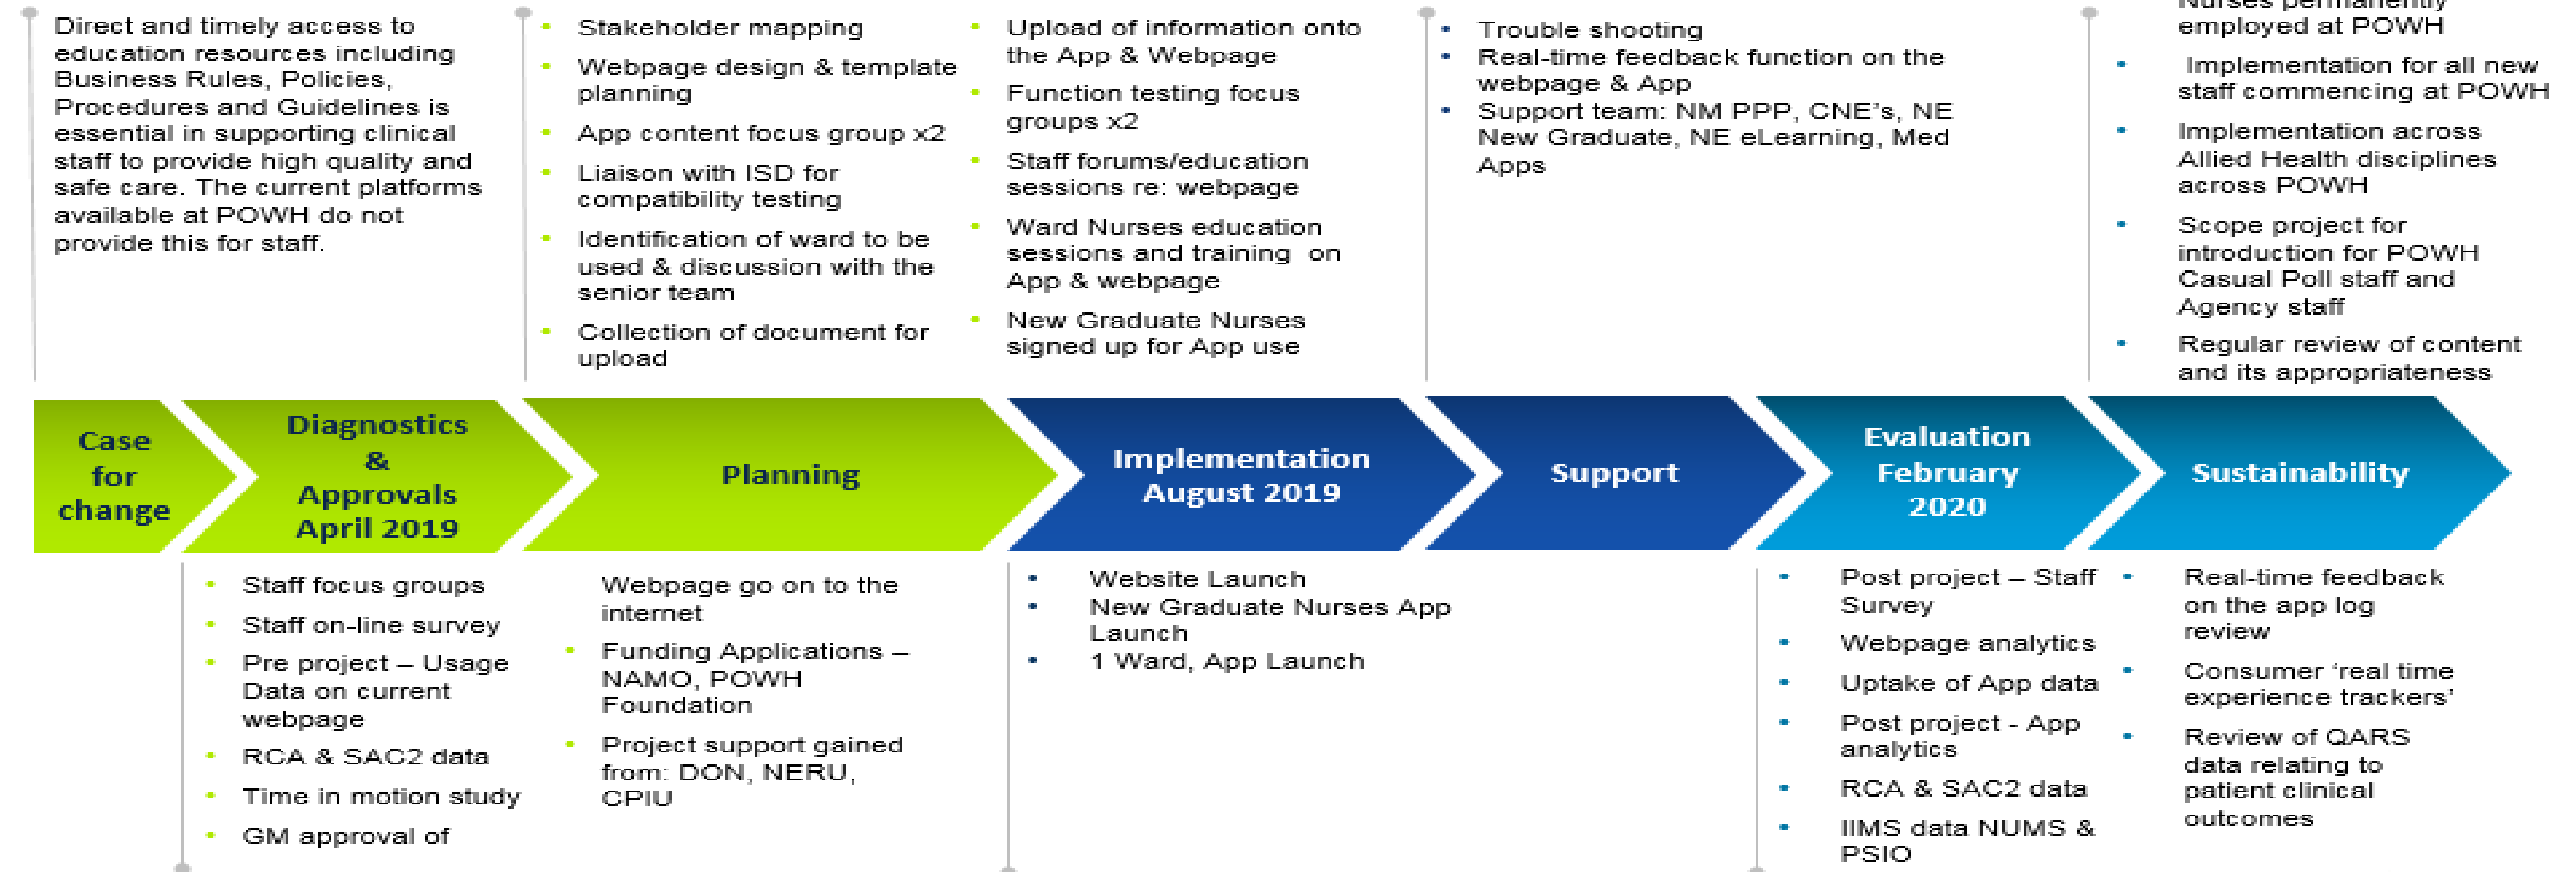 Direct and timely access to
education resources including
Business Rules, Policies,
Procedures and Guidelines is
essential in supporting clinical
staff to provide high quality and
safe care. The current platforms
available at POWH do not
provide this for staff.
• Stakeholder mapping
• Webpage design & template
planning
• App content focus group x2
• Liaison with ISD for
compatibility testing
• Identification of ward to be
used & discussion with the
senior team
• Collection of document for
upload
• Upload of information onto
the App & Webpage
• Function testing focus
groups x2
• Staff forums/education
sessions re: webpage
• Ward Nurses education
sessions and training on
App & webpage
• New Graduate Nurses
signed up for App use
• Trouble shooting
• Real-time feedback function on the
webpage & App
• Support team: NM PPP, CNE's, NE
New Graduate, NE eLearning, Med
Apps
Nurses permanently
employed at POWH
• Implementation for all new
staff commencing at POWH
• Implementation across
Allied Health disciplines
across POWH
• Scope project for
introduction for POWH
Casual Poll staff and
Agency staff
• Regular review of content
and its appropriateness
Case
for
change
Diagnostics
&
Approvals
April 2019
Planning
Implementation
August 2019
Support
Evaluation
February
2020
Sustainability
• Staff focus groups
• Staff on-line survey
• Pre project – Usage
Data on current
webpage
• RCA & SAC2 data
• Time in motion study
• GM approval of
Webpage go on to the
internet
• Funding Applications –
NAMO, POWH
Foundation
• Project support gained
from: DON, NERU,
CPIU
• Website Launch
• New Graduate Nurses App
Launch
• 1 Ward, App Launch
• Post project – Staff
Survey
• Webpage analytics
• Uptake of App data
• Post project - App
analytics
• RCA & SAC2 data
• IIMS data NUMS &
PSIO
• Real-time feedback
on the app log
review
• Consumer 'real time
experience trackers'
• Review of QARS
data relating to
patient clinical
outcomes